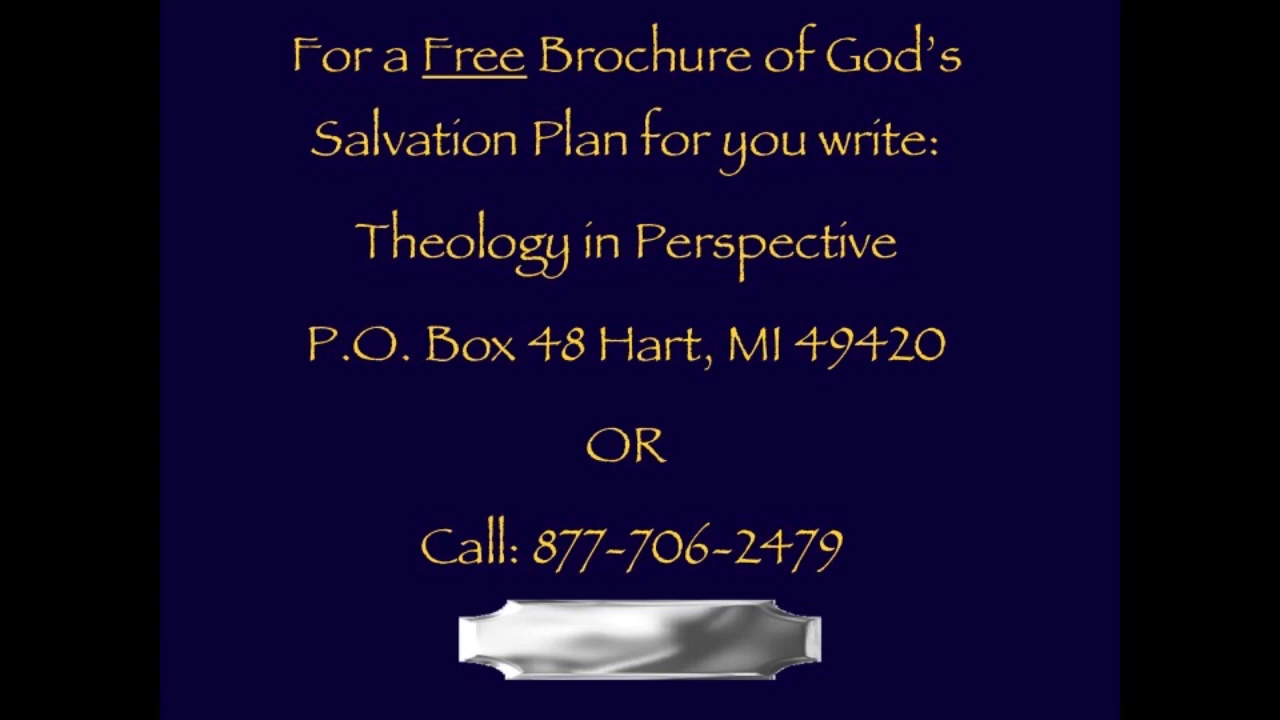 For a Free Brochure of God's
Salvation Plan for you write:
Theology in Perspective
P.O. Box 48 Hart, MI 49420
OR
Call: 877-706-2479